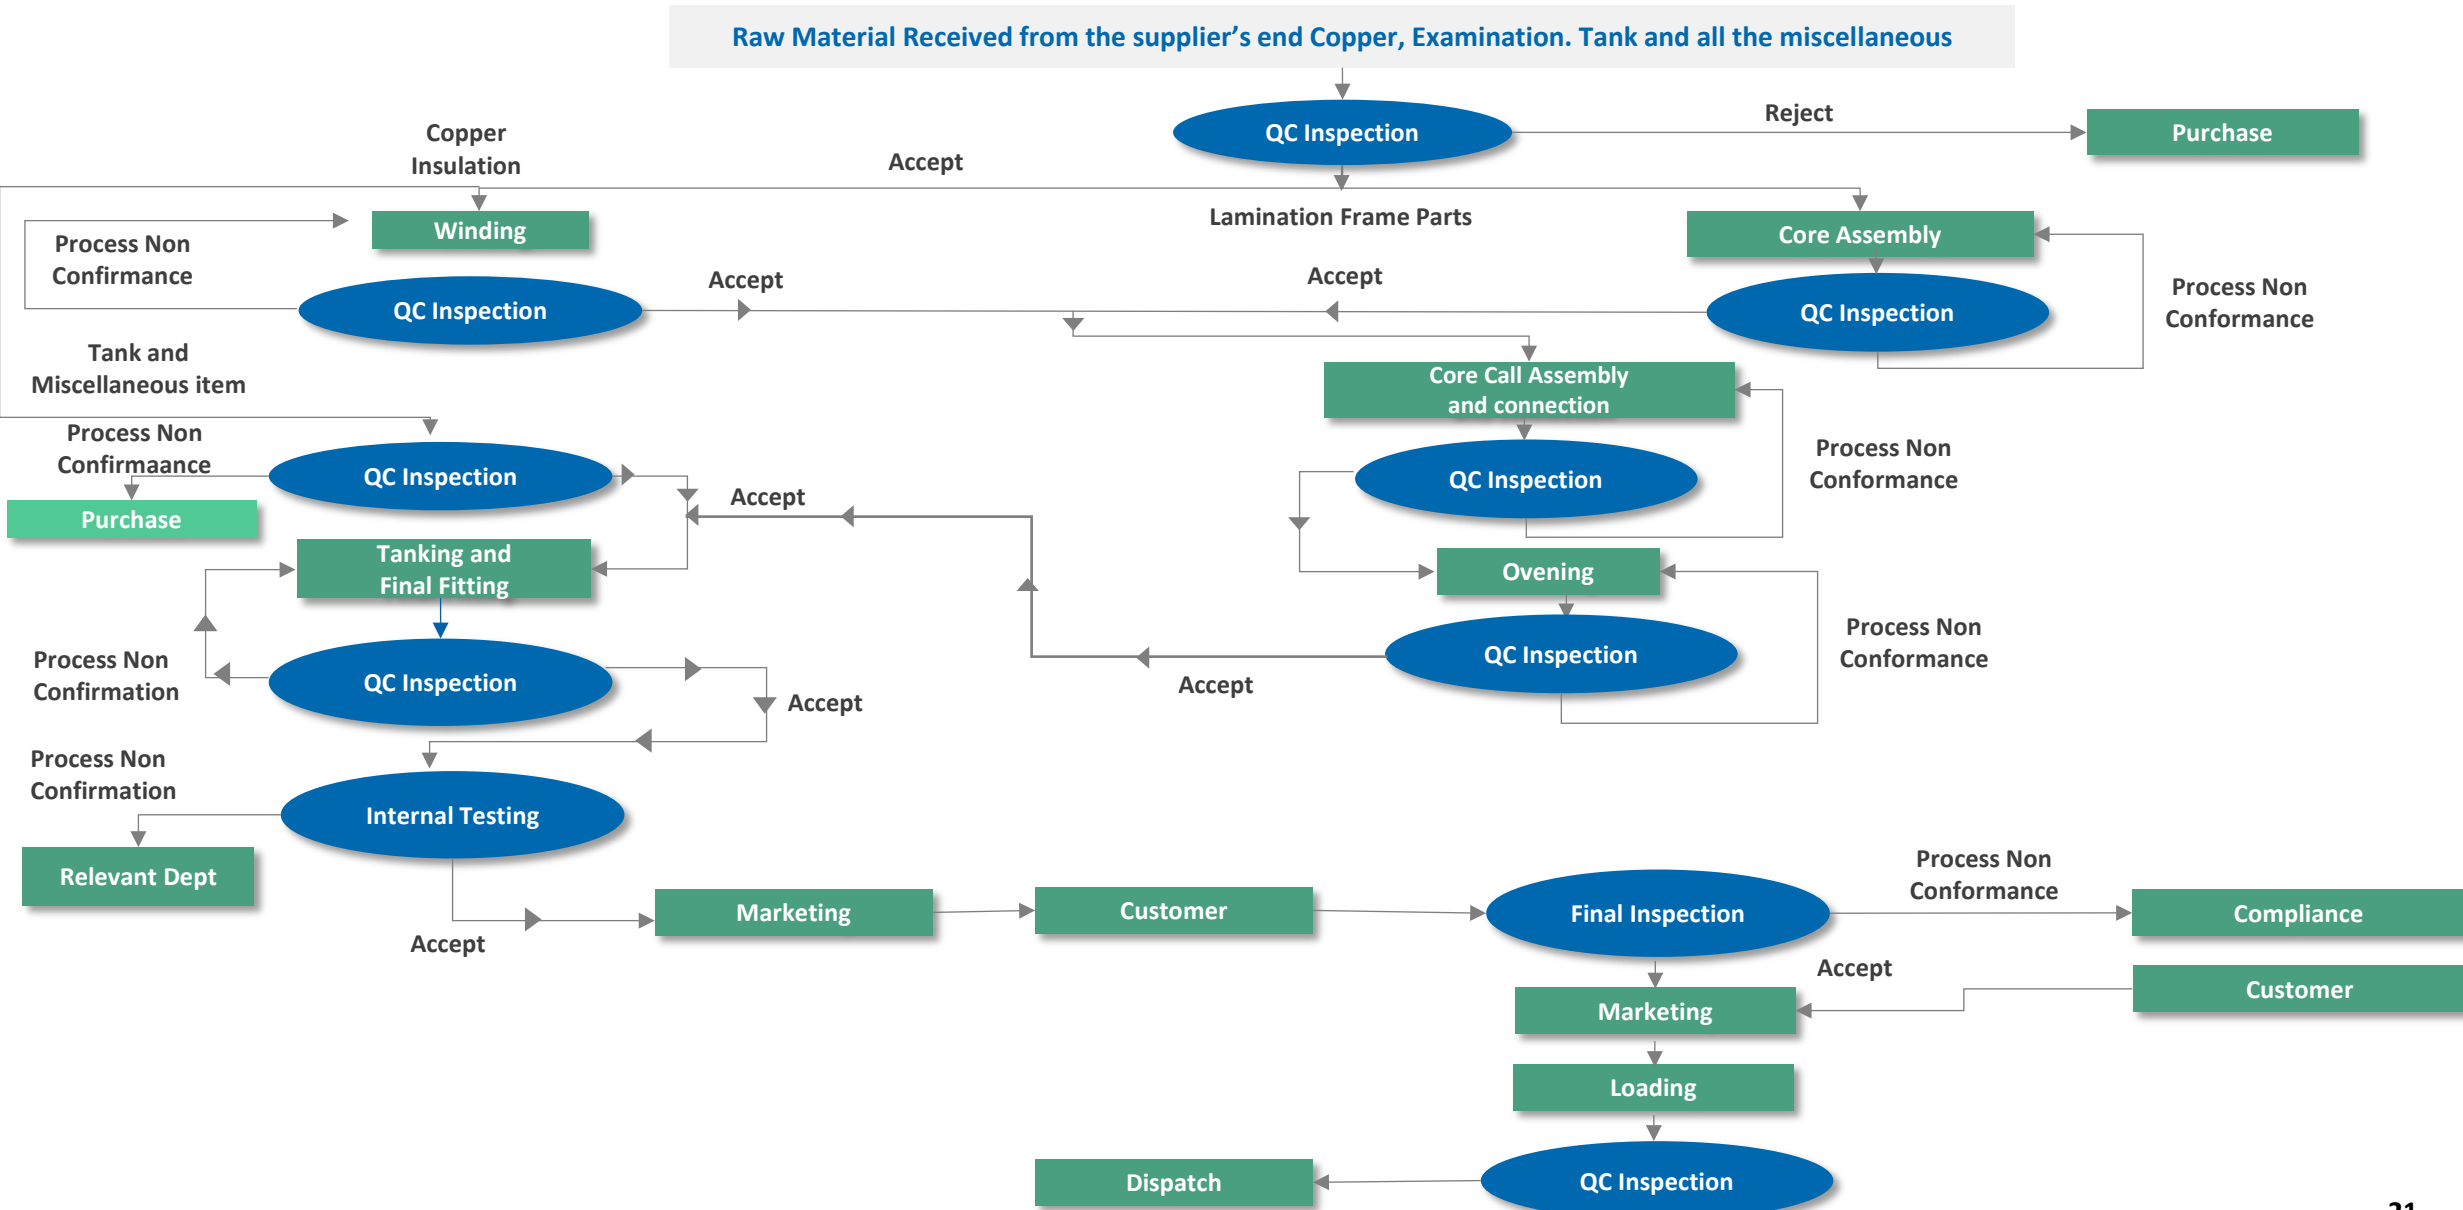 Raw Material Received from the supplier’s end Copper, Examination. Tank and all the miscellaneous
QC Inspection
Reject
Purchase
Copper
Insulation
Accept
Lamination Frame Parts
Winding
Core Assembly
Process Non
Confirmance
QC Inspection
Accept
Accept
QC Inspection
Process Non
Conformance
Tank and
Miscellaneous item
Core Call Assembly
and connection
Process Non
Confirmaance
QC Inspection
Purchase
Accept
QC Inspection
Process Non
Conformance
Tanking and
Final Fitting
Ovening
Process Non
Confirmation
QC Inspection
Accept
Accept
QC Inspection
Process Non
Conformance
Process Non
Confirmation
Internal Testing
Relevant Dept
Accept
Marketing
Customer
Final Inspection
Process Non
Conformance
Compliance
Accept
Customer
Marketing
Loading
Dispatch
QC Inspection
21